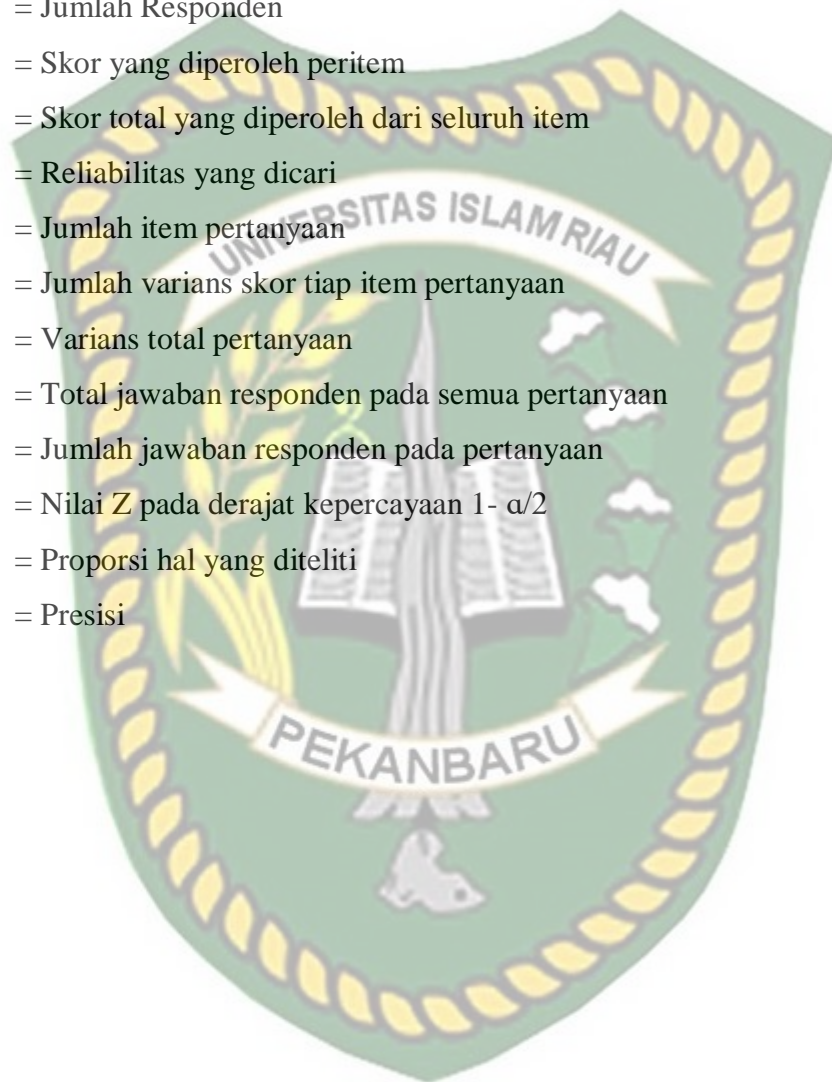 = Jumlah Responden
= Skor yang diperoleh peritem
= Skor total yang diperoleh dari seluruh item
= Reliabilitas yang dicari
UNIVERSITAS ISLAM RIAU
= Jumlah item pertanyaan
= Jumlah varians skor tiap item pertanyaan
= Varians total pertanyaan
= Total jawaban responden pada semua pertanyaan
= Jumlah jawaban responden pada pertanyaan
= Nilai Z pada derajat kepercayaan 1- α/2
= Proporsi hal yang diteliti
= Presisi
PEKANBARU